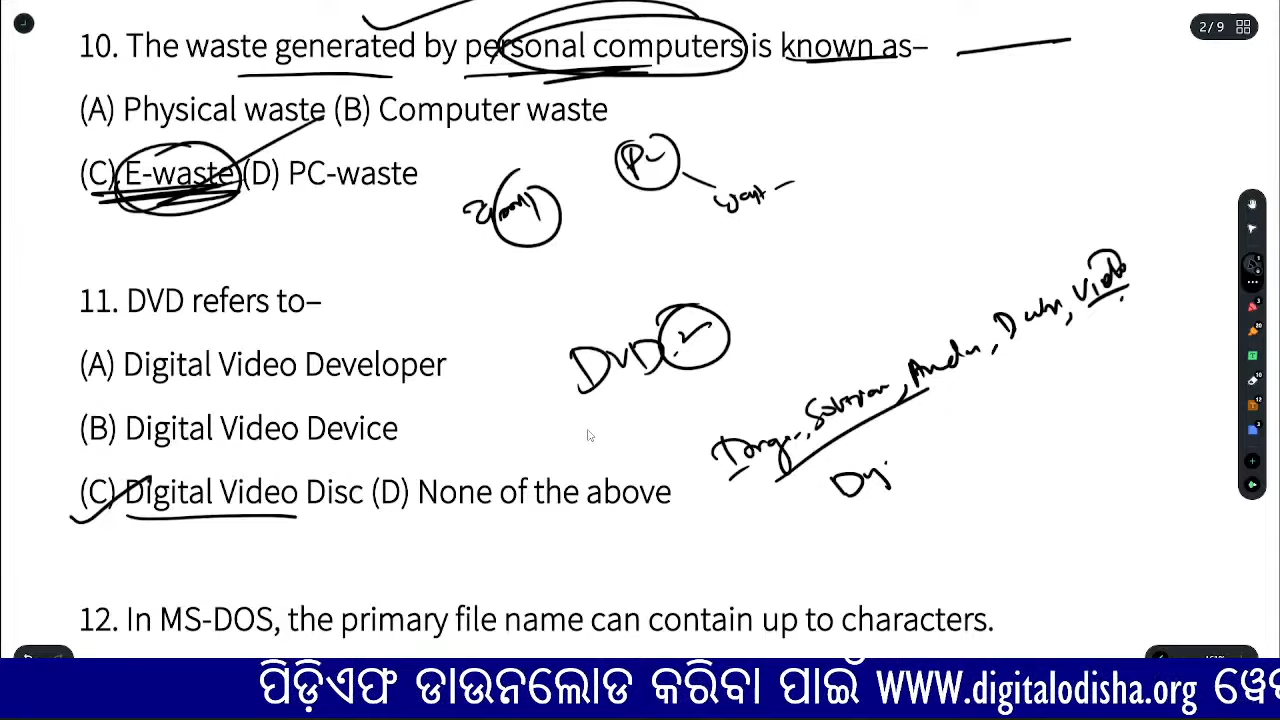 2/9
10. The waste generated by personal computers is known as–
(A) Physical waste (B) Computer waste
(C) E-waste (D) PC-waste
11. DVD refers to–
DVD
(A) Digital Video Developer
(B) Digital Video Device
(C) Digital Video Disc (D) None of the above
12. In MS-DOS, the primary file name can contain up to characters.
ପିଡ଼ିଏଫ ଡାଉନଲୋଡ କରିବା ପାଇଁ WWW.digitalodisha.org